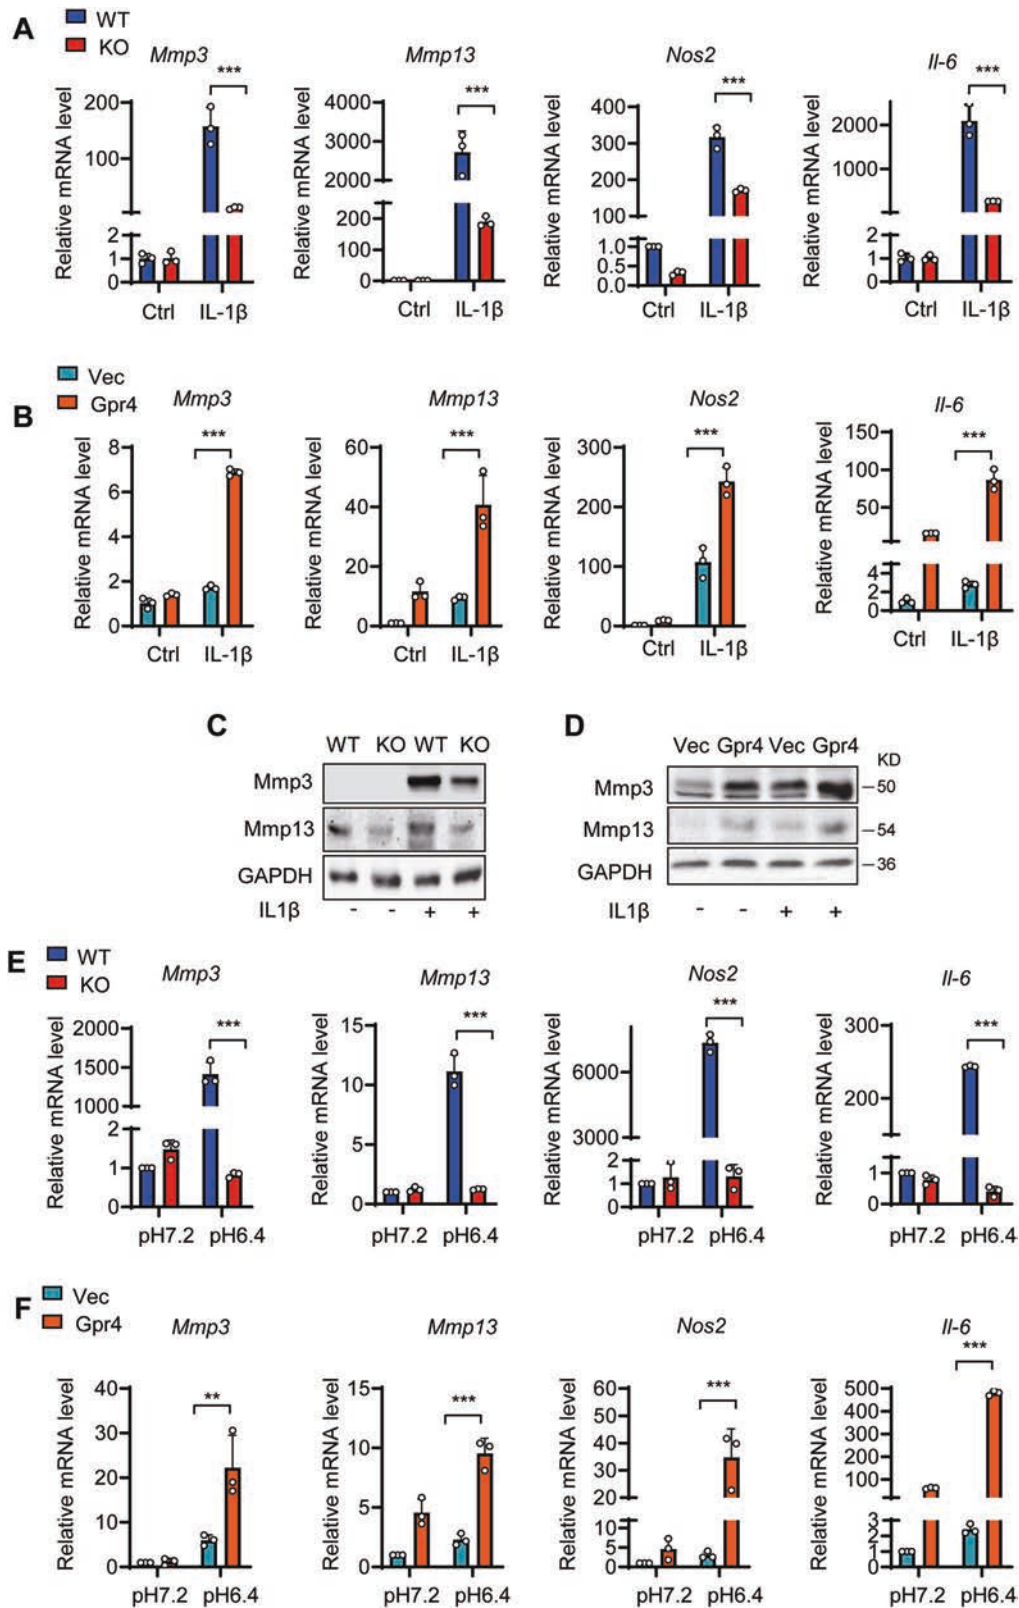 A
WT
KO
Mmp3
Mmp13
Nos2
Il-6
***
***
***
***
Relative mRNA level
200
100
2
1
0
Ctrl
IL-1β
Relative mRNA level
4000
3000
2000
200
100
0
Ctrl
IL-1β
Relative mRNA level
400
300
200
100
1.0
0.5
0.0
Ctrl
IL-1β
Relative mRNA level
2000
1000
2
1
0
Ctrl
IL-1β
B
Vec
Gpr4
Mmp3
Mmp13
Nos2
Il-6
***
***
***
***
Relative mRNA level
8
6
4
2
0
Ctrl
IL-1β
Relative mRNA level
60
40
20
0
Ctrl
IL-1β
Relative mRNA level
300
200
100
0
Ctrl
IL-1β
Relative mRNA level
150
100
50
4
2
0
Ctrl
IL-1β
C
WT KO WT KO
Mmp3
Mmp13
GAPDH
IL1β - - + +
D
Vec Gpr4 Vec Gpr4
KD
Mmp3 50
Mmp13 54
GAPDH 36
IL1β - - + +
E
WT
KO
Mmp3
Mmp13
Nos2
Il-6
***
***
***
***
Relative mRNA level
2000
1500
1000
2
1
0
pH7.2 pH6.4
Relative mRNA level
15
10
5
0
pH7.2 pH6.4
Relative mRNA level
6000
3000
2
1
0
pH7.2 pH6.4
Relative mRNA level
300
200
1
0
pH7.2 pH6.4
F
Vec
Gpr4
Mmp3
Mmp13
Nos2
Il-6
**
***
***
***
Relative mRNA level
40
30
20
10
0
pH7.2 pH6.4
Relative mRNA level
15
10
5
0
pH7.2 pH6.4
Relative mRNA level
60
50
40
30
20
10
5
0
pH7.2 pH6.4
Relative mRNA level
500
400
300
200
100
3
2
1
0
pH7.2 pH6.4